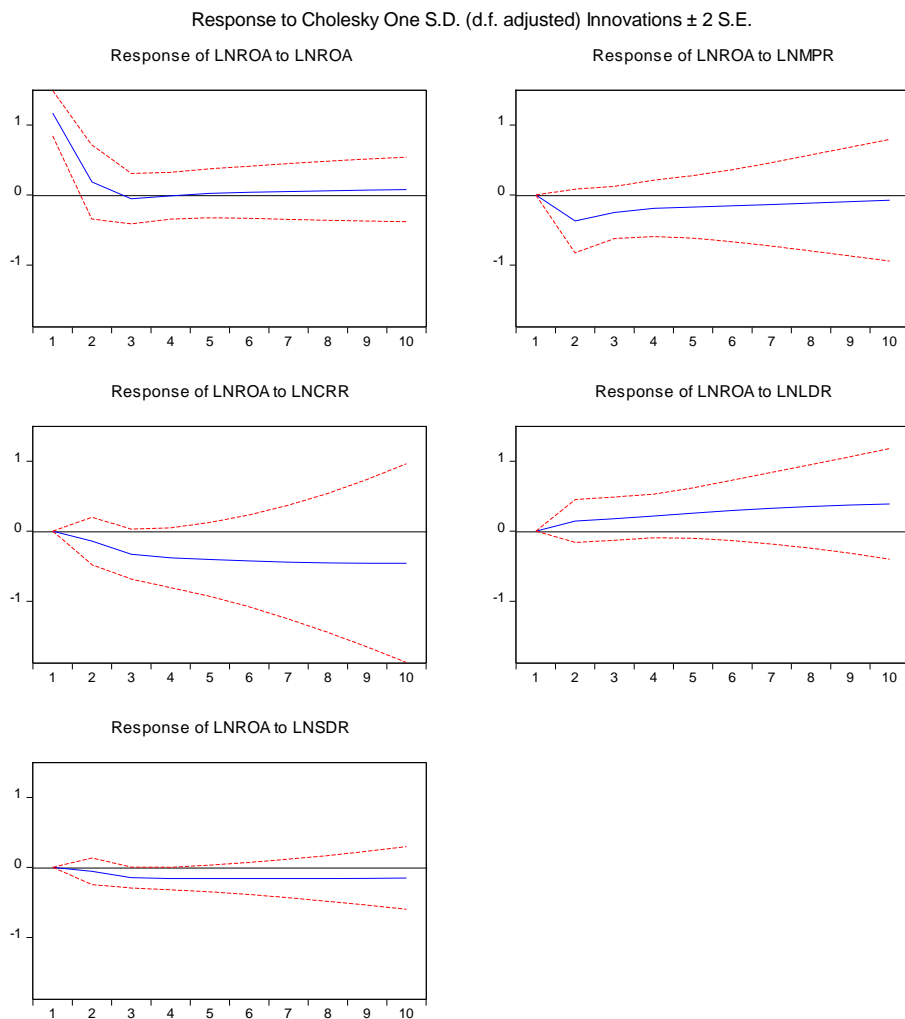 Response to Cholesky One S.D. (d.f. adjusted) Innovations ± 2 S.E.
Response of LNROA to LNROA
1
0
-1
1 2 3 4 5 6 7 8 9 10
Response of LNROA to LNMPR
1
0
-1
1 2 3 4 5 6 7 8 9 10
Response of LNROA to LNCRR
1
0
-1
1 2 3 4 5 6 7 8 9 10
Response of LNROA to LNLDR
1
0
-1
1 2 3 4 5 6 7 8 9 10
Response of LNROA to LNSDR
1
0
-1
1 2 3 4 5 6 7 8 9 10